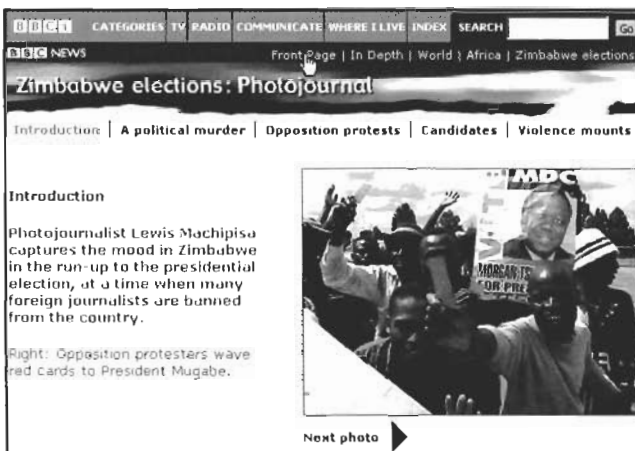 BBCi CATEGORIES TV RADIO COMMUNICATE WHERE I LIVE INDEX SEARCH Go
BBC NEWS Front Page | In Depth | World | Africa | Zimbabwe elections
Zimbabwe elections: Photojournal
Introduction | A political murder | Opposition protests | Candidates | Violence mounts
Introduction
Photojournalist Lewis Machipisa
captures the mood in Zimbabwe
in the run-up to the presidential
election, at a time when many
foreign journalists are banned
from the country.
Right: Opposition protesters wave
red cards to President Mugabe.
MDC
MORGAN TS
FOR PRE
Next photo